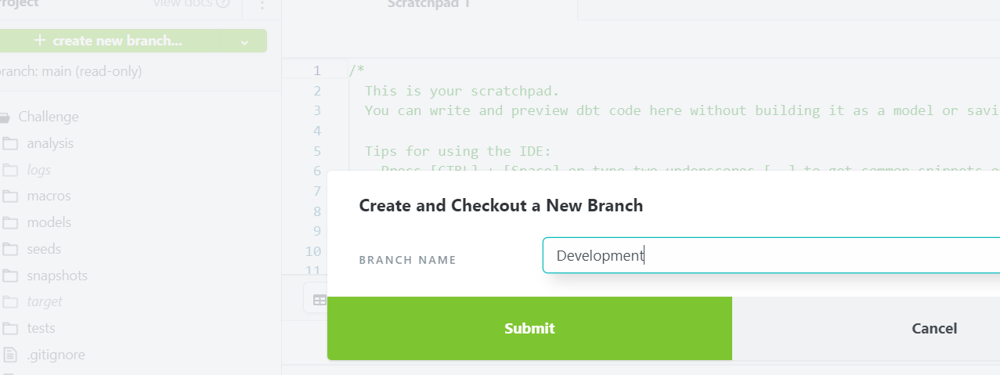 view docs
Scratchpad 1
create new branch...
branch: main (read-only)
Challenge
analysis
logs
macros
models
seeds
snapshots
target
tests
.gitignore
1 /*
2 This is your scratchpad.
3 You can write and preview dbt code here without building it as a model or savi
4
5 Tips for using the IDE:
6 Press [CTRL] + [Space] or type two underscores [__] to get common snippets
7
8
9
10
11
Create and Checkout a New Branch
BRANCH NAME
Development
Submit
Cancel